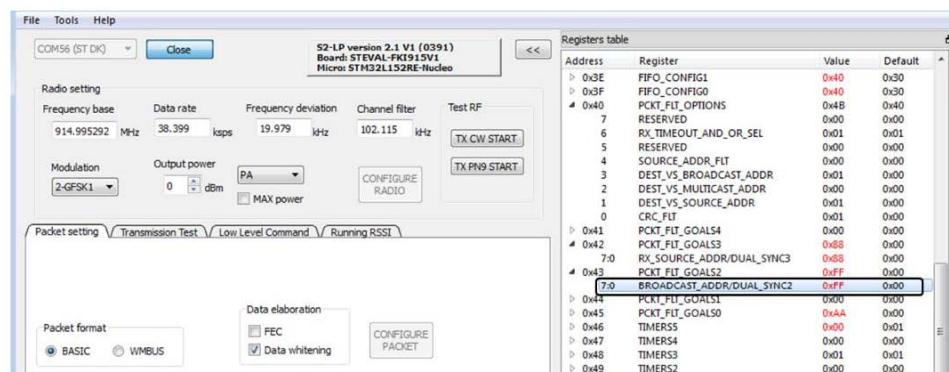 File Tools Help
COM56 (ST DK)
Close
S2-LP version 2.1 V1 (0391)
Board: STEVAL-FKI915V1
Micro: STM32L152RE-Nucleo
<<
Radio setting
Frequency base Data rate Frequency deviation Channel filter Test RF
914.995292 MHz 38.399 ksps 19.979 kHz 102.115 kHz
TX CW START
TX PN9 START
Modulation Output power
2-GFSK1 0 dBm PA
MAX power
CONFIGURE
RADIO
Packet setting Transmission Test Low Level Command Running RSSI
Packet format
BASIC WMBUS
Data elaboration
FEC
Data whitening
CONFIGURE
PACKET
Registers table
Address Register Value Default
0x3E FIFO_CONFIG1 0x40 0x30
0x3F FIFO_CONFIG0 0x40 0x30
0x40 PCKT_FLT_OPTIONS 0x4B 0x40
7 RESERVED 0x00 0x00
6 RX_TIMEOUT_AND_OR_SEL 0x01 0x01
5 RESERVED 0x00 0x00
4 SOURCE_ADDR_FLT 0x00 0x00
3 DEST_VS_BROADCAST_ADDR 0x01 0x00
2 DEST_VS_MULTICAST_ADDR 0x00 0x00
1 DEST_VS_SOURCE_ADDR 0x01 0x00
0 CRC_FLT 0x01 0x00
0x41 PCKT_FLT_GOALS4 0x00 0x00
0x42 PCKT_FLT_GOALS3 0x88 0x00
7:0 RX_SOURCE_ADDR/DUAL_SYNC3 0x88 0x00
0x43 PCKT_FLT_GOALS2 0xFF 0x00
7:0 BROADCAST_ADDR/DUAL_SYNC2 0xFF 0x00
0x44 PCKT_FLT_GOALS1 0x00 0x00
0x45 PCKT_FLT_GOALS0 0xAA 0x00
0x46 TIMERS5 0x00 0x01
0x47 TIMERS4 0x00 0x00
0x48 TIMERS3 0x01 0x01
0x49 TIMERS2 0x00 0x00